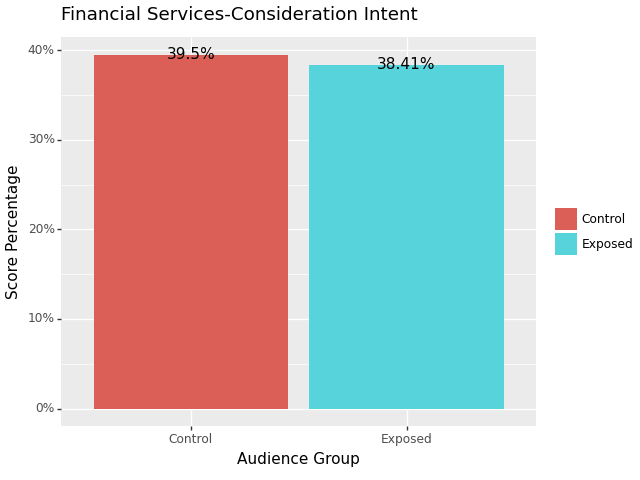 Financial Services-Consideration Intent
40%
30%
20%
10%
0%
Score Percentage
39.5%
38.41%
Control
Exposed
Audience Group
Control
Exposed